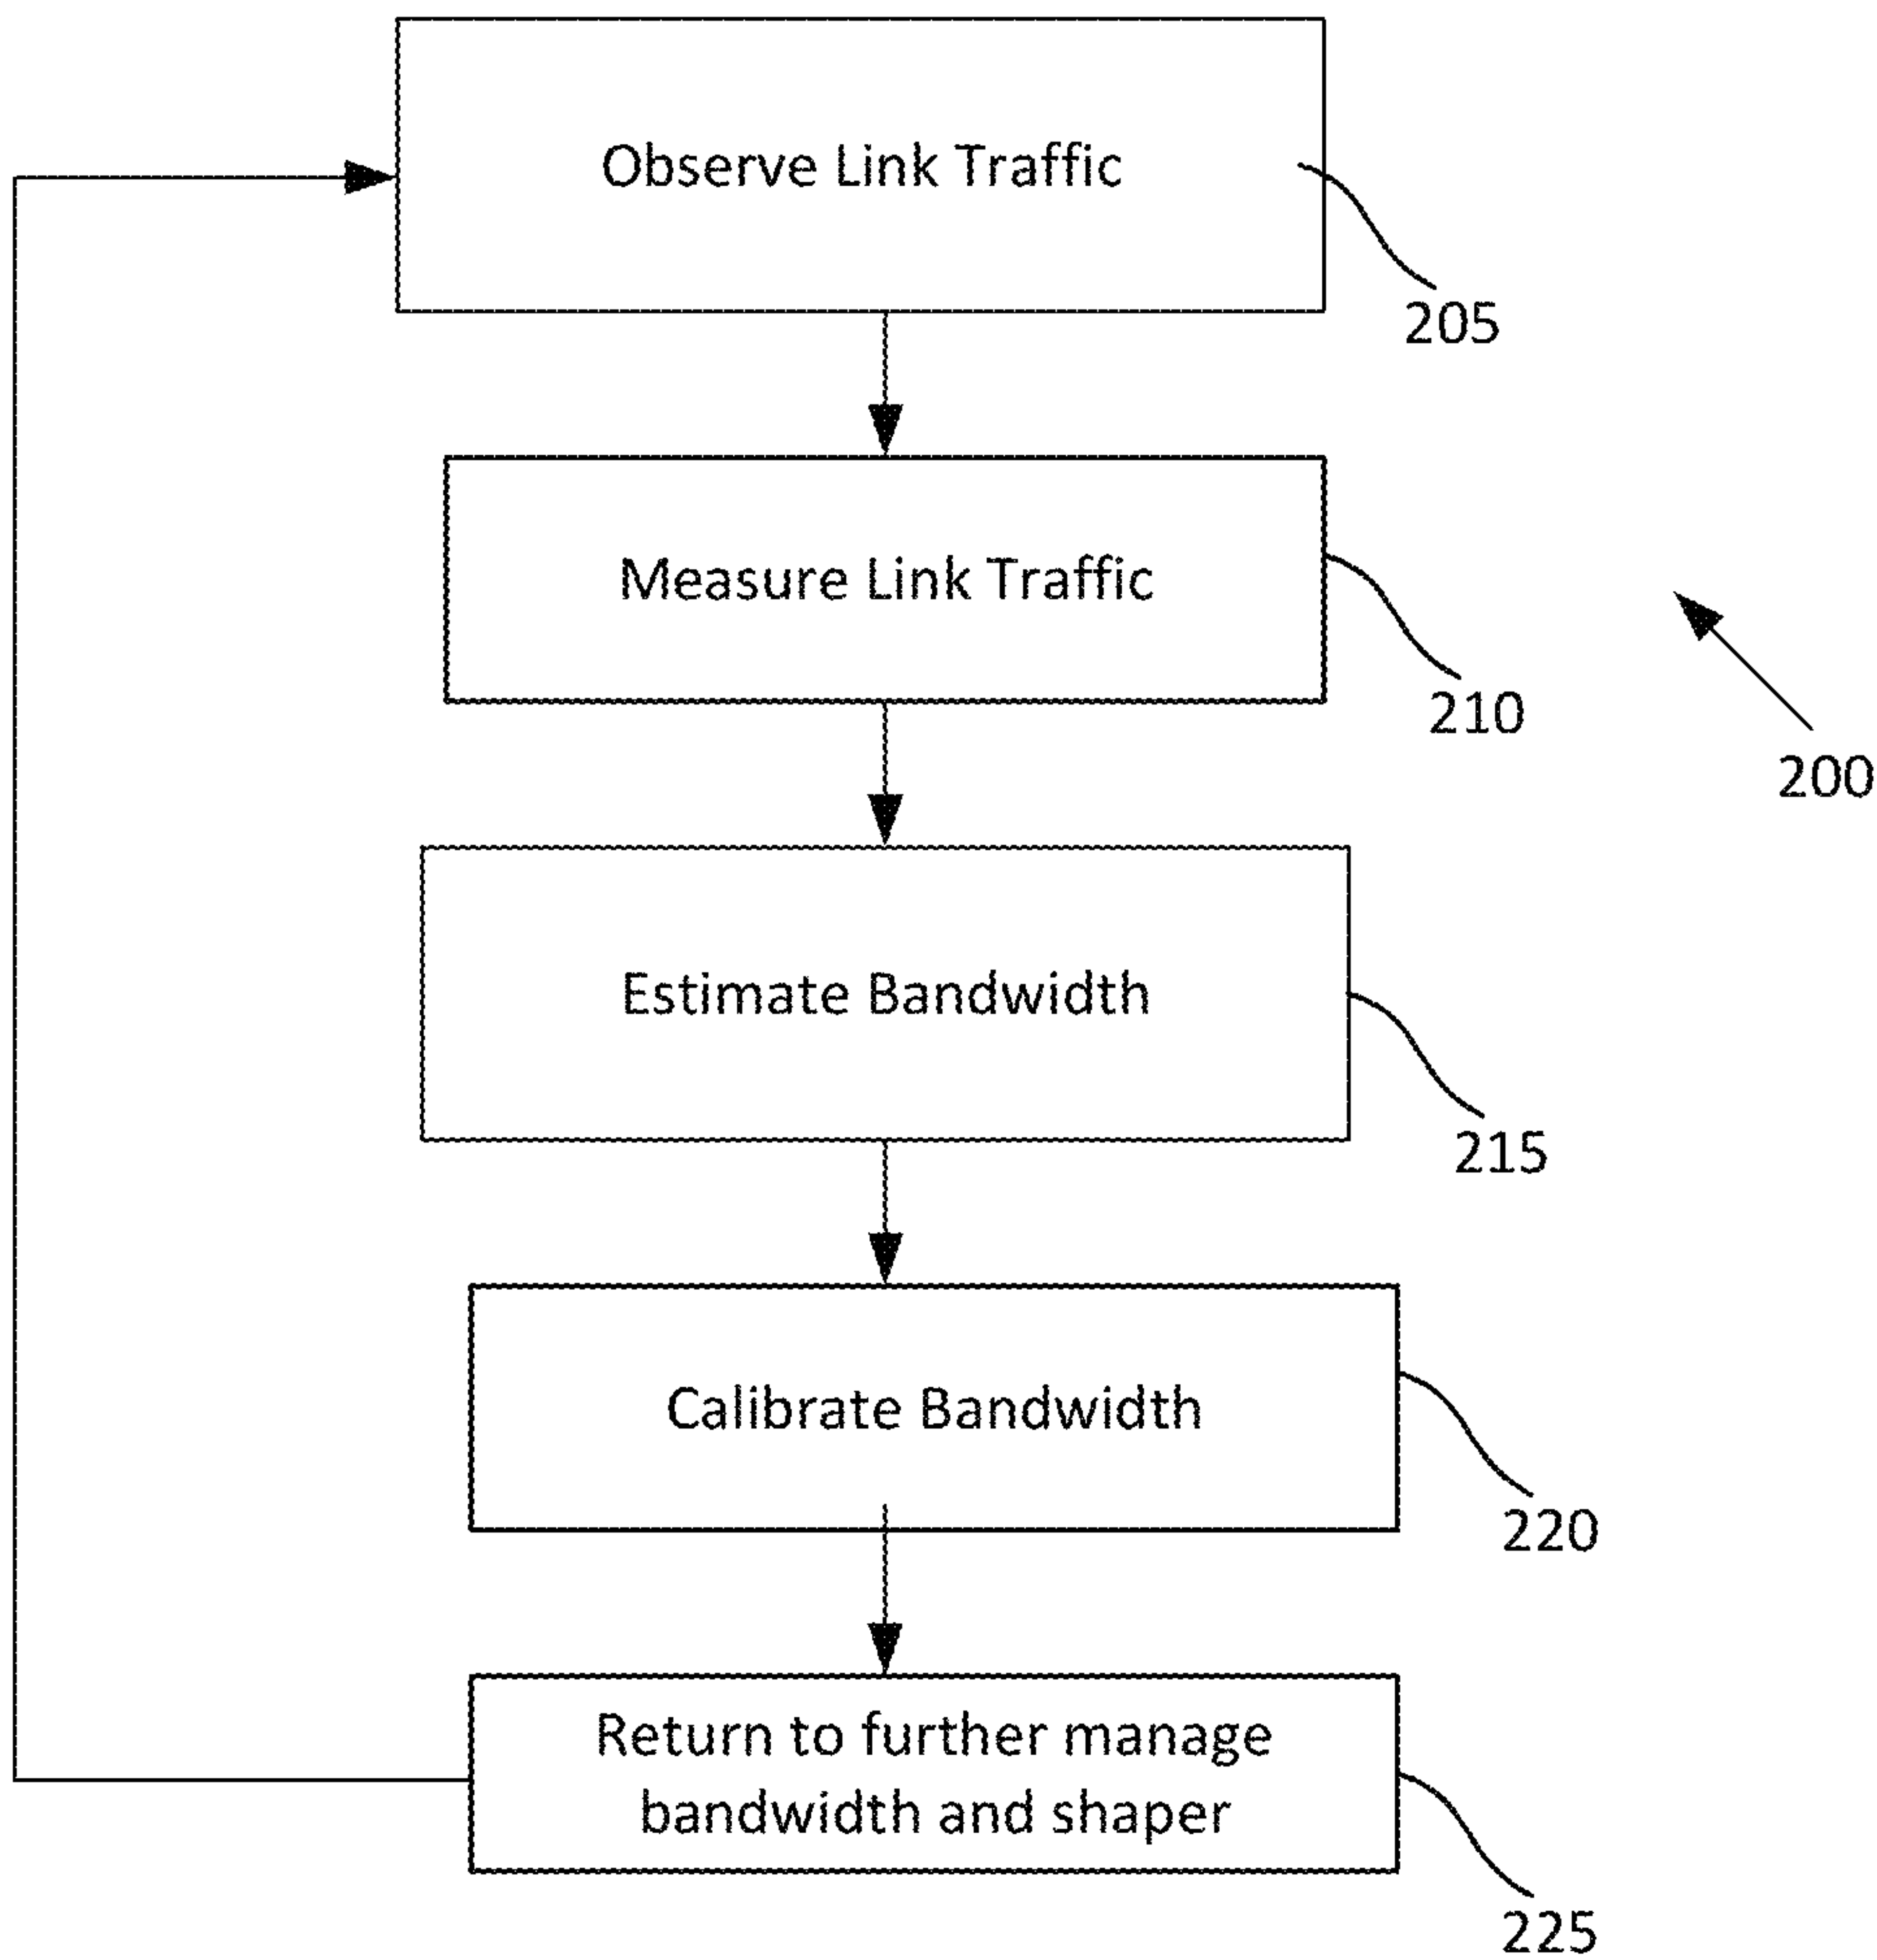 Observe Link Traffic
205
Measure Link Traffic
210
200
Estimate Bandwidth
215
Calibrate Bandwidth
220
Return to further manage
bandwidth and shaper
225